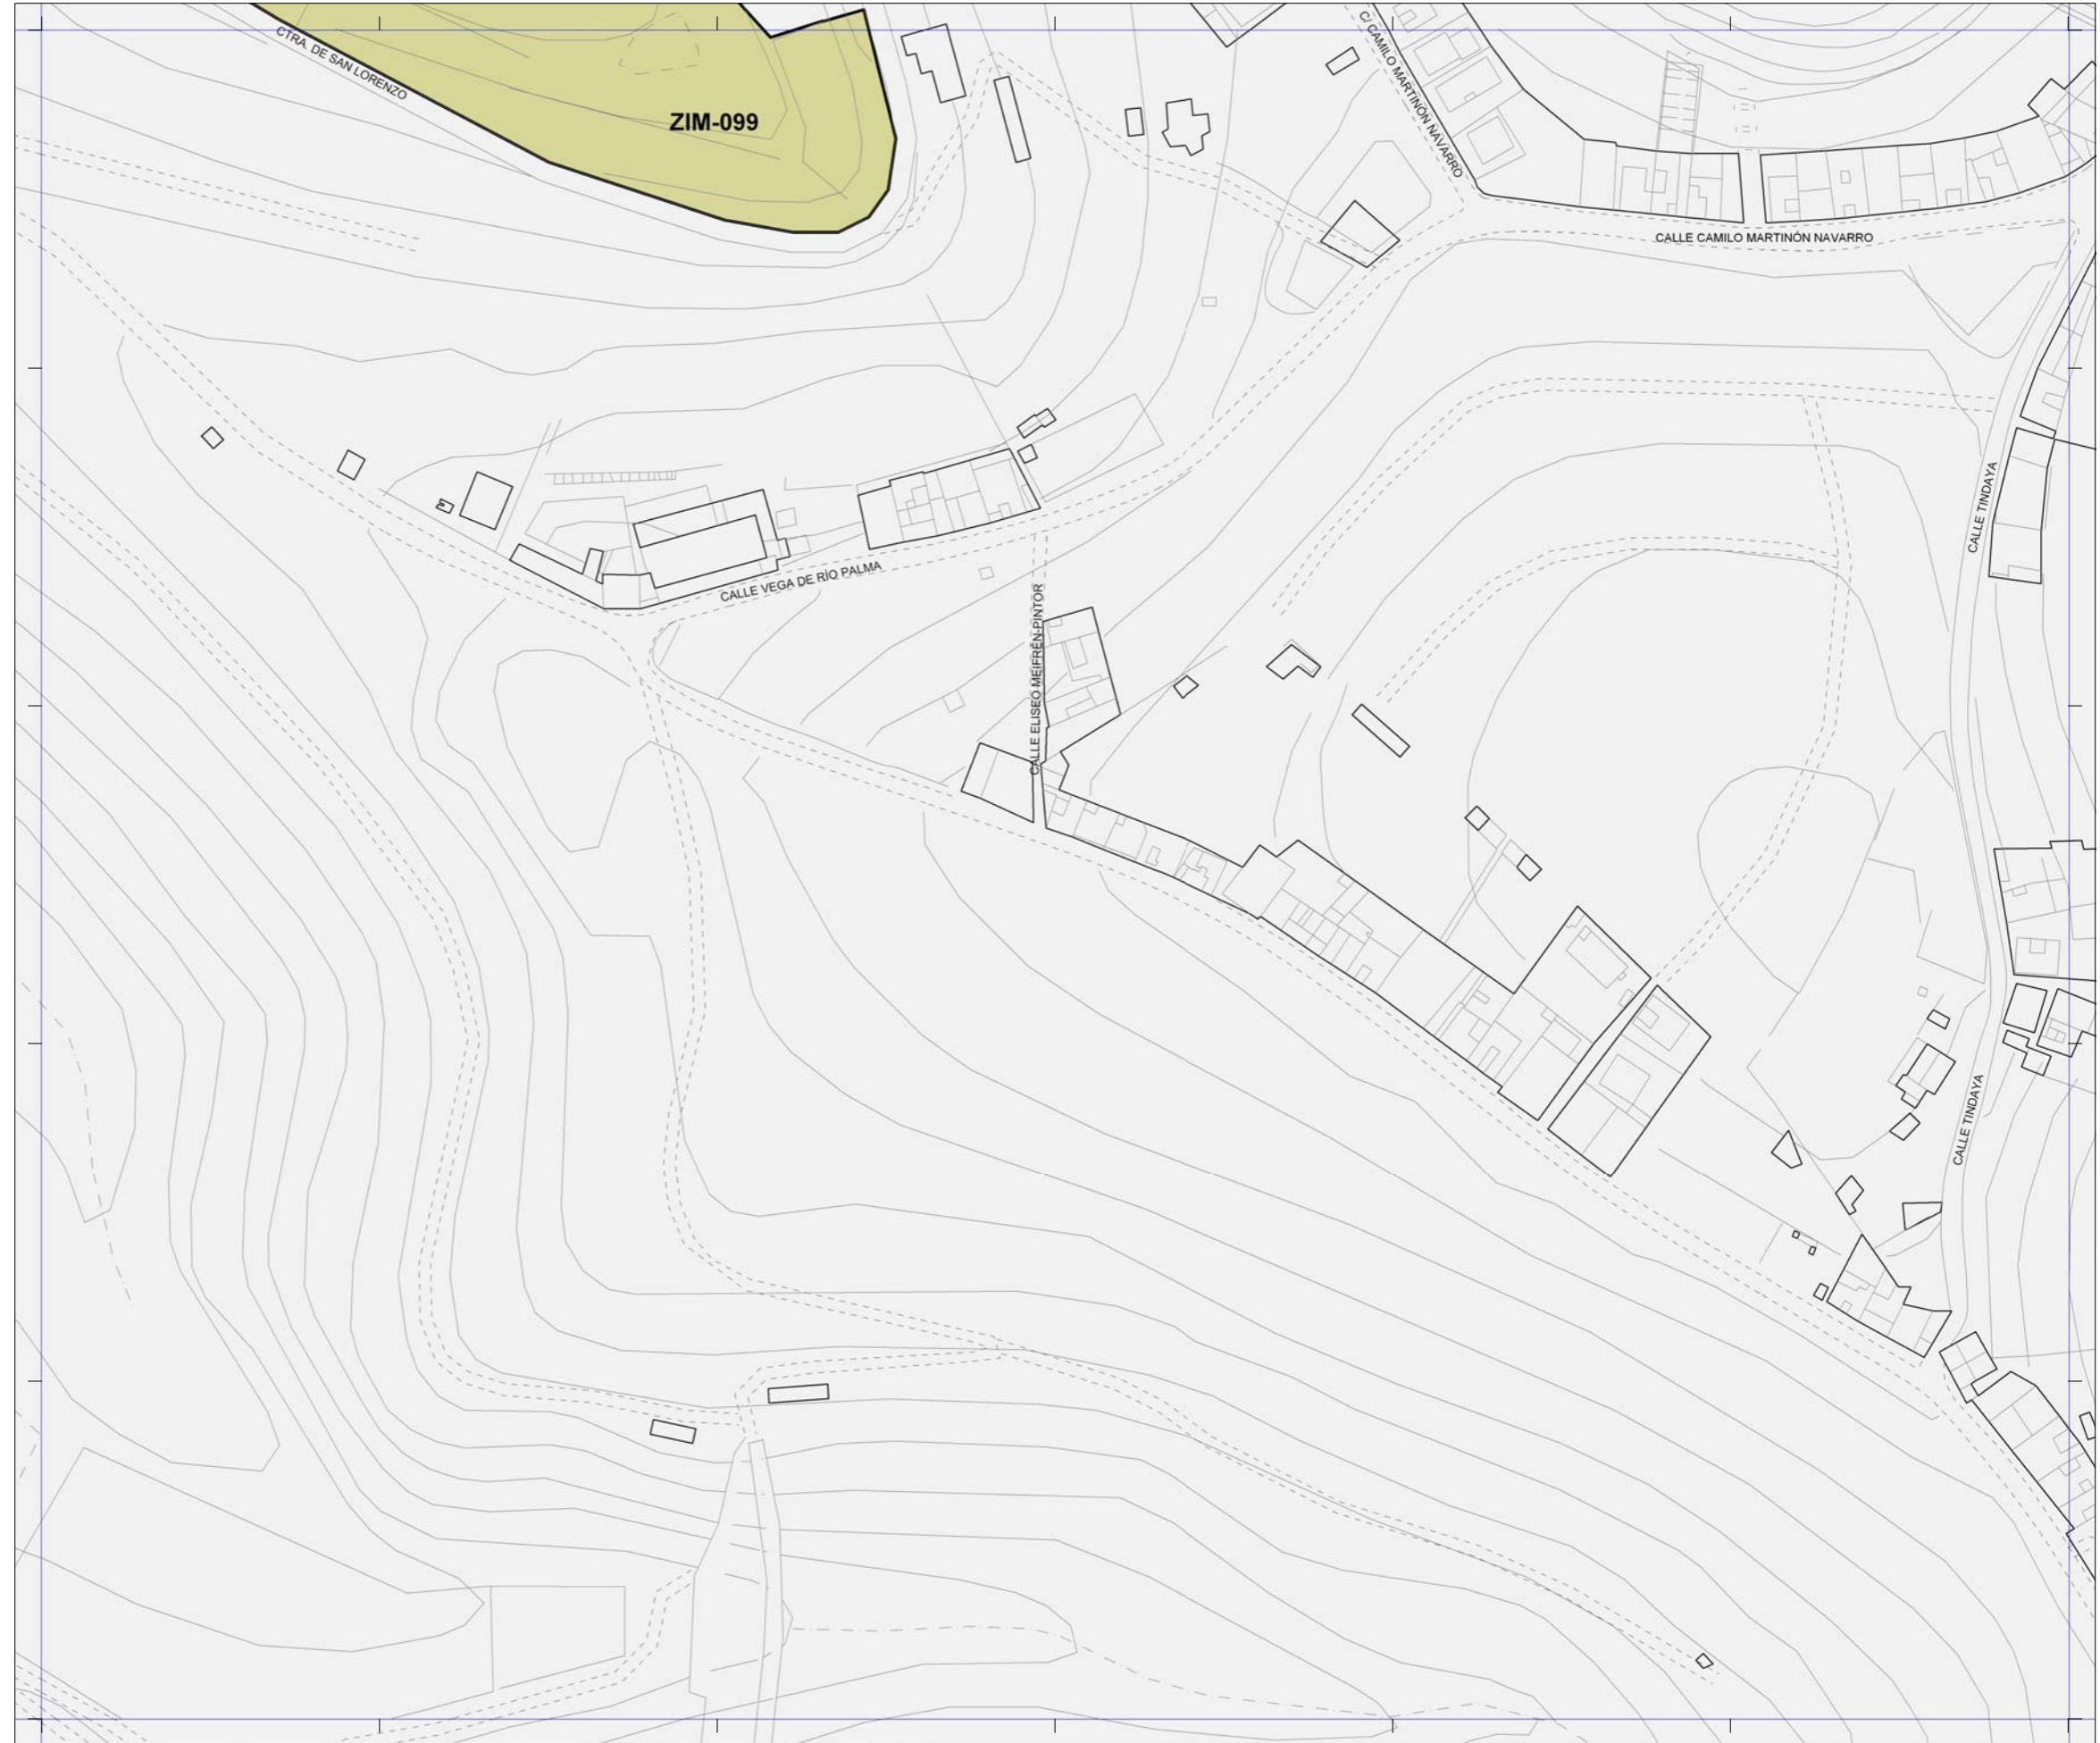 CTRA. DE SAN LORENZO
C/ CAMILO MARTINÓN NAVARRO
ZIM-099
CALLE CAMILO MARTINÓN NAVARRO
CALLE TINDAYA
CALLE VEGA DE RÍO PALMA
CALLE ELISEO MEIFRÉN-PINTOR
CALLE TINDAYA